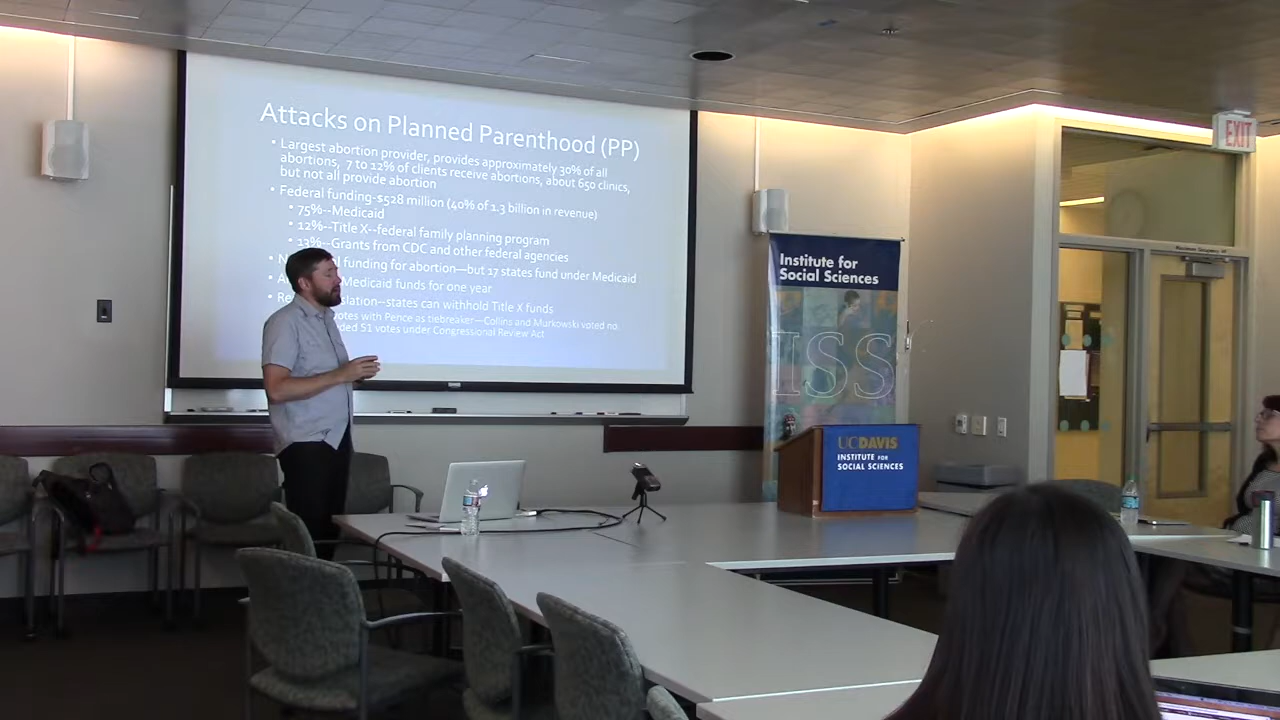 Attacks on Planned Parenthood (PP)
• Largest abortion provider, provides approximately 30% of all
abortions, 7 to 12% of clients receive abortions, about 650 clinics,
but not all provide abortion
• Federal funding-$528 million (40% of 1.3 billion in revenue)
• 75%--Medicaid
• 12%--Title X--federal family planning program
• 13%--Grants from CDC and other federal agencies
• funding for abortion—but 17 states fund under Medicaid
• Medicaid funds for one year
• states can withhold Title X funds
votes with Pence as tiebreaker—Collins and Murkowski voted no.
51 votes under Congressional Review Act
Institute for
Social Sciences
ISS
UCDAVIS
INSTITUTE FOR
SOCIAL SCIENCES
EXIT